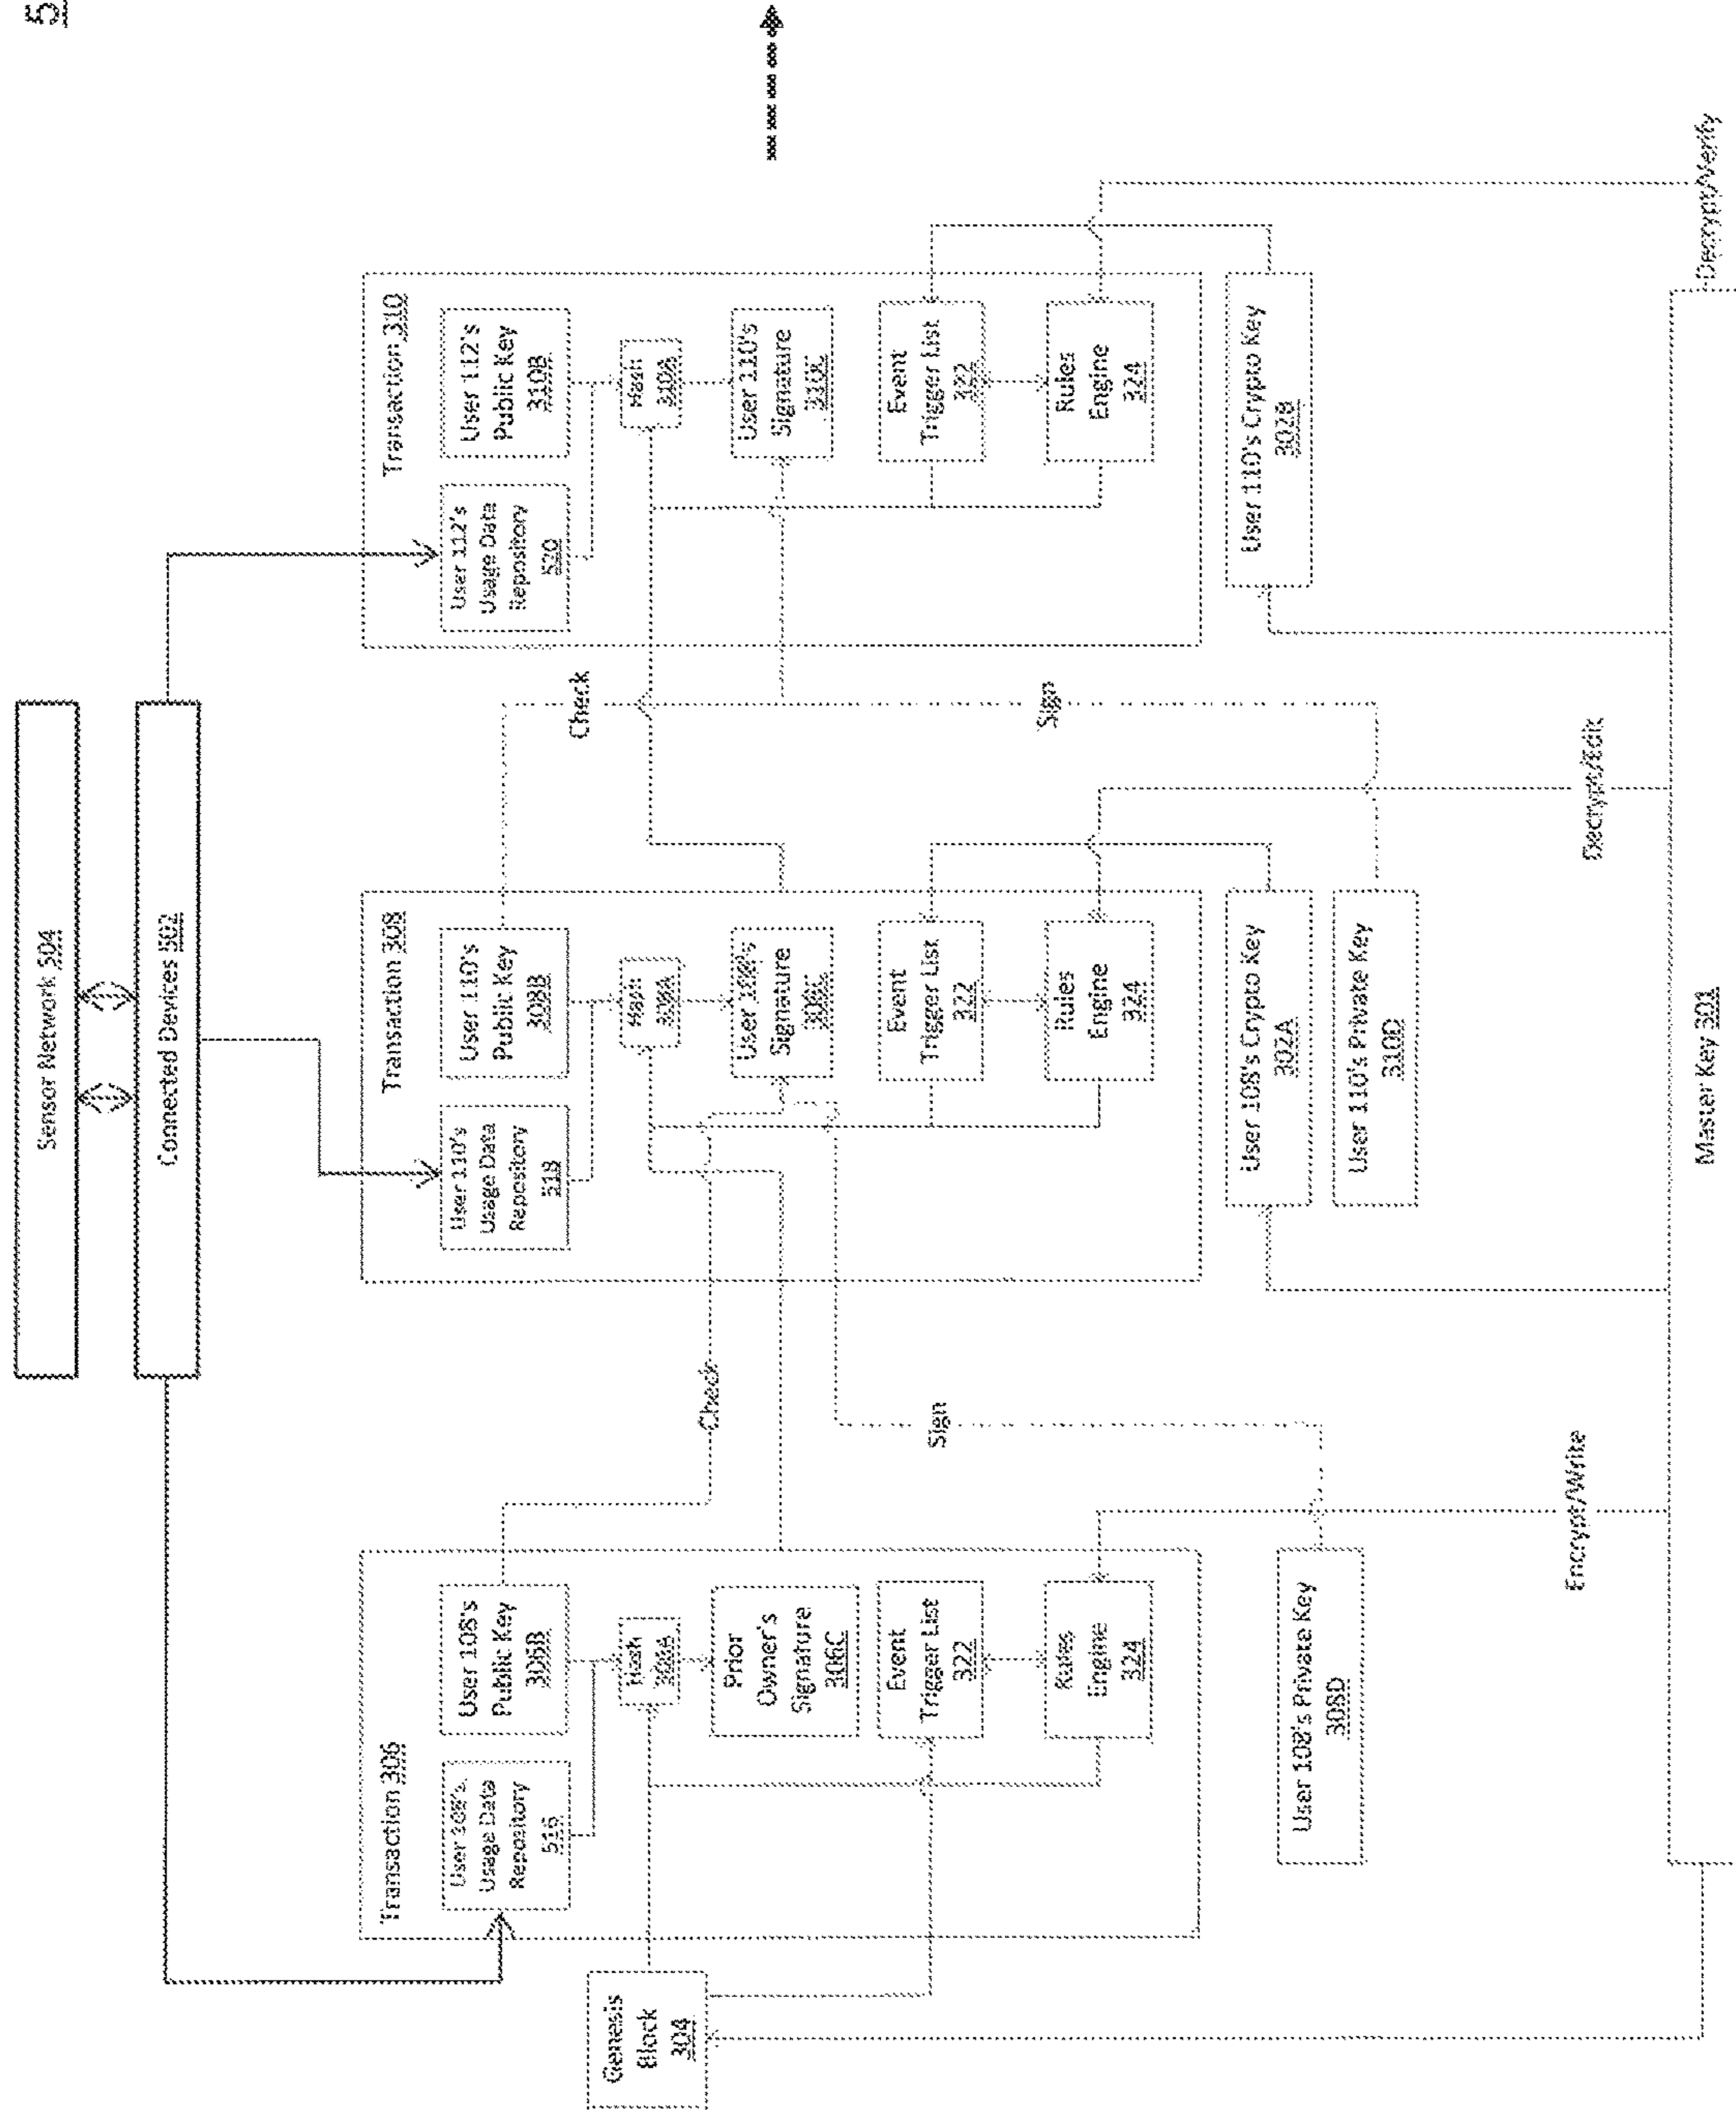 5
Sensor Network 504
Connected Devices 502
Transaction 306
User 108's
Usage Data
Repository
516
User 108's
Public Key
306B
Hash
306A
Prior
Owner's
Signature
306C
Event
Trigger List
322
Rules
Engine
324
Genesis
Block
304
User 108's Private Key
308D
Check
Sign
Encrypt/Write
Transaction 308
User 110's
Usage Data
Repository
518
User 110's
Public Key
308B
Hash
308A
User 108's
Signature
308C
Event
Trigger List
322
Rules
Engine
324
User 108's Crypto Key
302A
User 110's Private Key
310D
Check
Sign
Decrypt/Edit
Transaction 310
User 112's
Usage Data
Repository
520
User 112's
Public Key
310B
Hash
310A
User 110's
Signature
310C
Event
Trigger List
322
Rules
Engine
324
User 110's Crypto Key
302B
Decrypt/Verify
Master Key 301